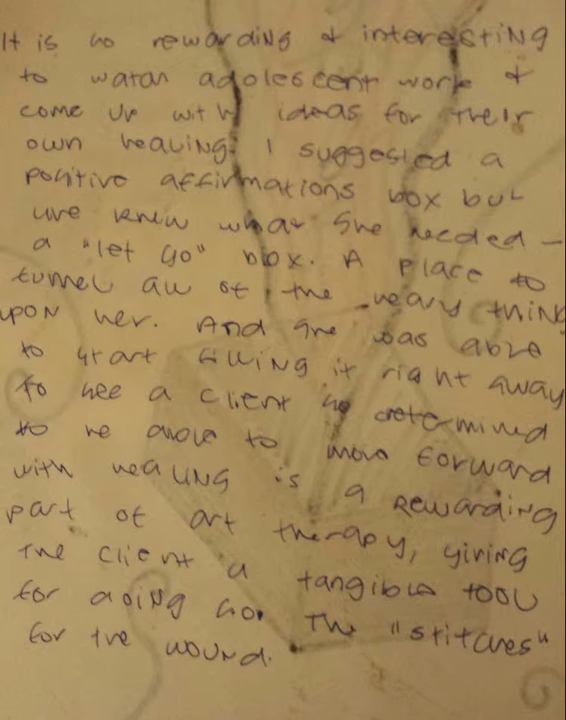 It is so rewarding & interesting
to watch adolescent work &
come up with ideas for their
own healing. I suggested a
positive affirmations box but
we knew what she needed –
a "let go" box. A place to
funnel all of the heavy thing
upon her. And she was able
to start filling it right away
To see a client so determined
to be able to move forward
with healing is a rewarding
part of art therapy, giving
the client a tangible tool
for doing so. The "stitches"
for the wound.